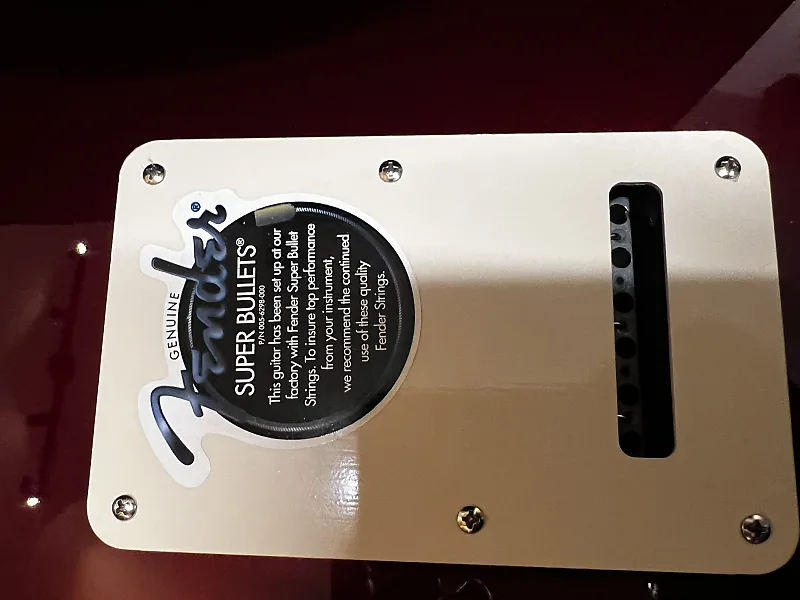 GENUINE
Fender®
SUPER BULLETS®
P/N 005-6298-000
This guitar has been set up at our
factory with Fender Super Bullet
Strings. To insure top performance
from your instrument,
we recommend the continued
use of these quality
Fender Strings.